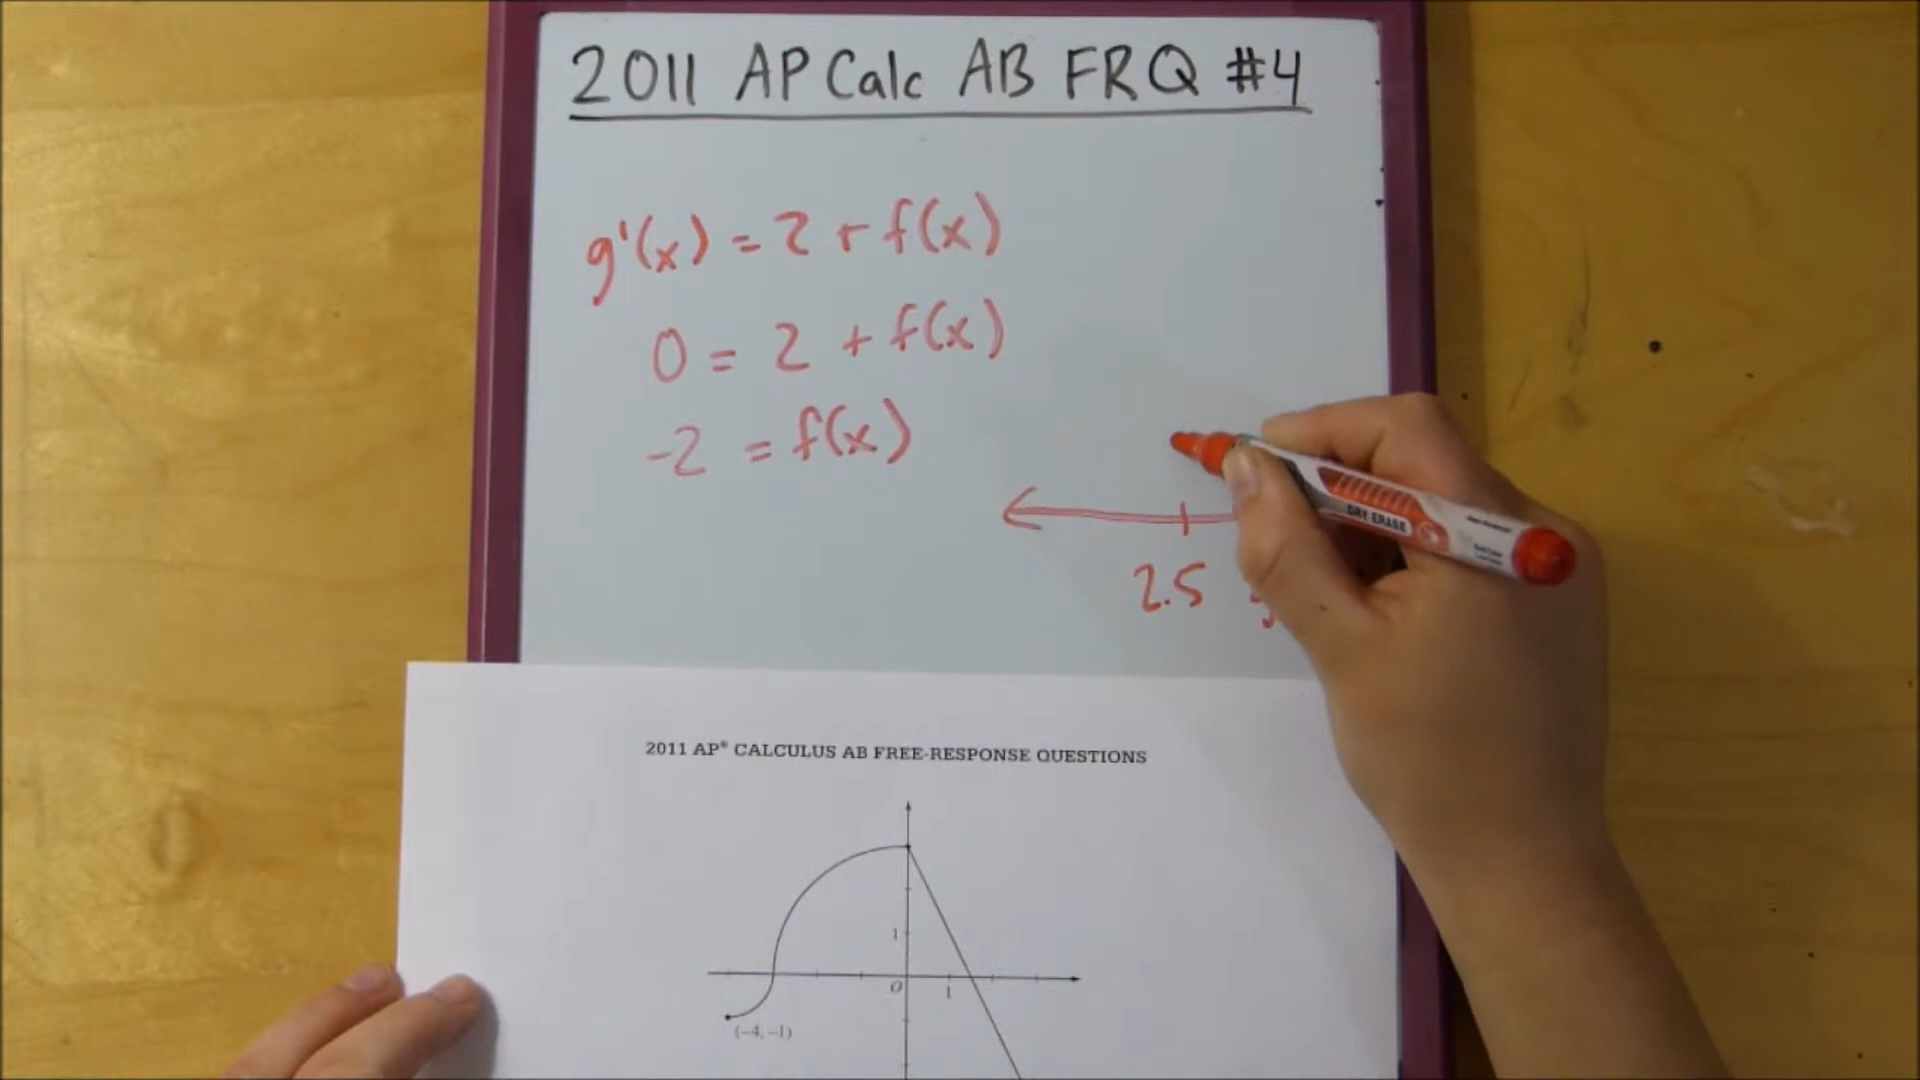 2011 AP Calc AB FRQ #4
g'(x) = 2 + f(x)
0 = 2 + f(x)
-2 = f(x)
DRY ERASE
2.5
2011 AP® CALCULUS AB FREE-RESPONSE QUESTIONS
1
O
1
(−4, −1)